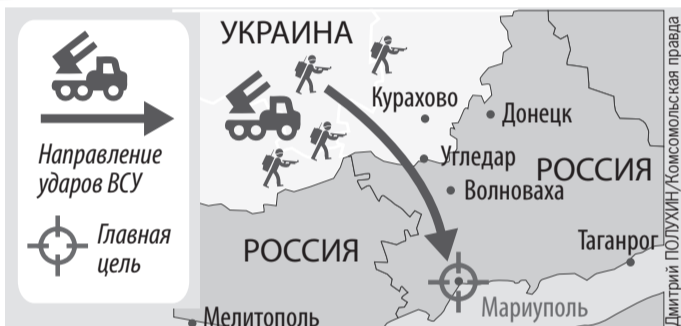 Направление
ударов ВСУ
Главная
цель
УКРАИНА
Курахово
Донецк
Угледар
РОССИЯ
Волноваха
РОССИЯ
Таганрог
Мариуполь
Мелитополь
Дмитрий ПОЛУХИН/Комсомольская правда